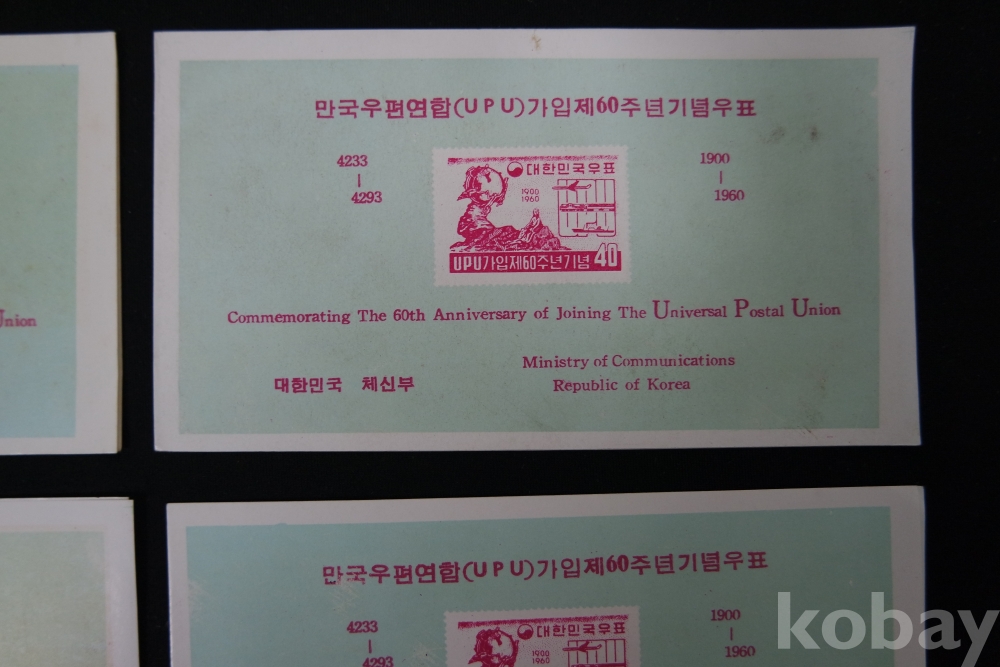 만국우편연합(UPU)가입제60주년기념우표
4233
|
4293
1900
|
1960
대한민국우표
1900
1960
UPU가입제60주년기념 40
Commemorating The 60th Anniversary of Joining The Universal Postal Union
Ministry of Communications
대한민국 체신부
Republic of Korea
Union
만국우편연합(UPU)가입제60주년기념우표
4233
|
4293
1900
|
1960
대한민국우표
1900
1960
kobay